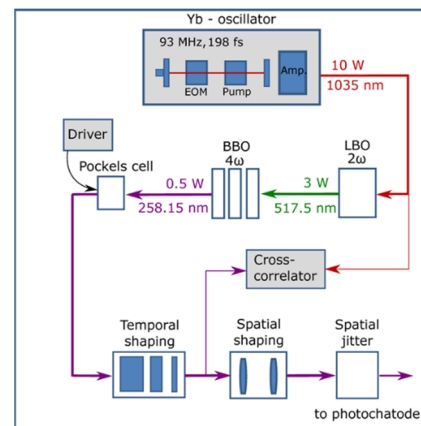 Yb - oscillator
93 MHz, 198 fs
EOM
Pump
Amp.
10 W
1035 nm
Driver
Pockels cell
0.5 W
258.15 nm
BBO
4ω
3 W
517.5 nm
LBO
2ω
Cross-
correlator
Temporal
shaping
Spatial
shaping
Spatial
jitter
to photochatode